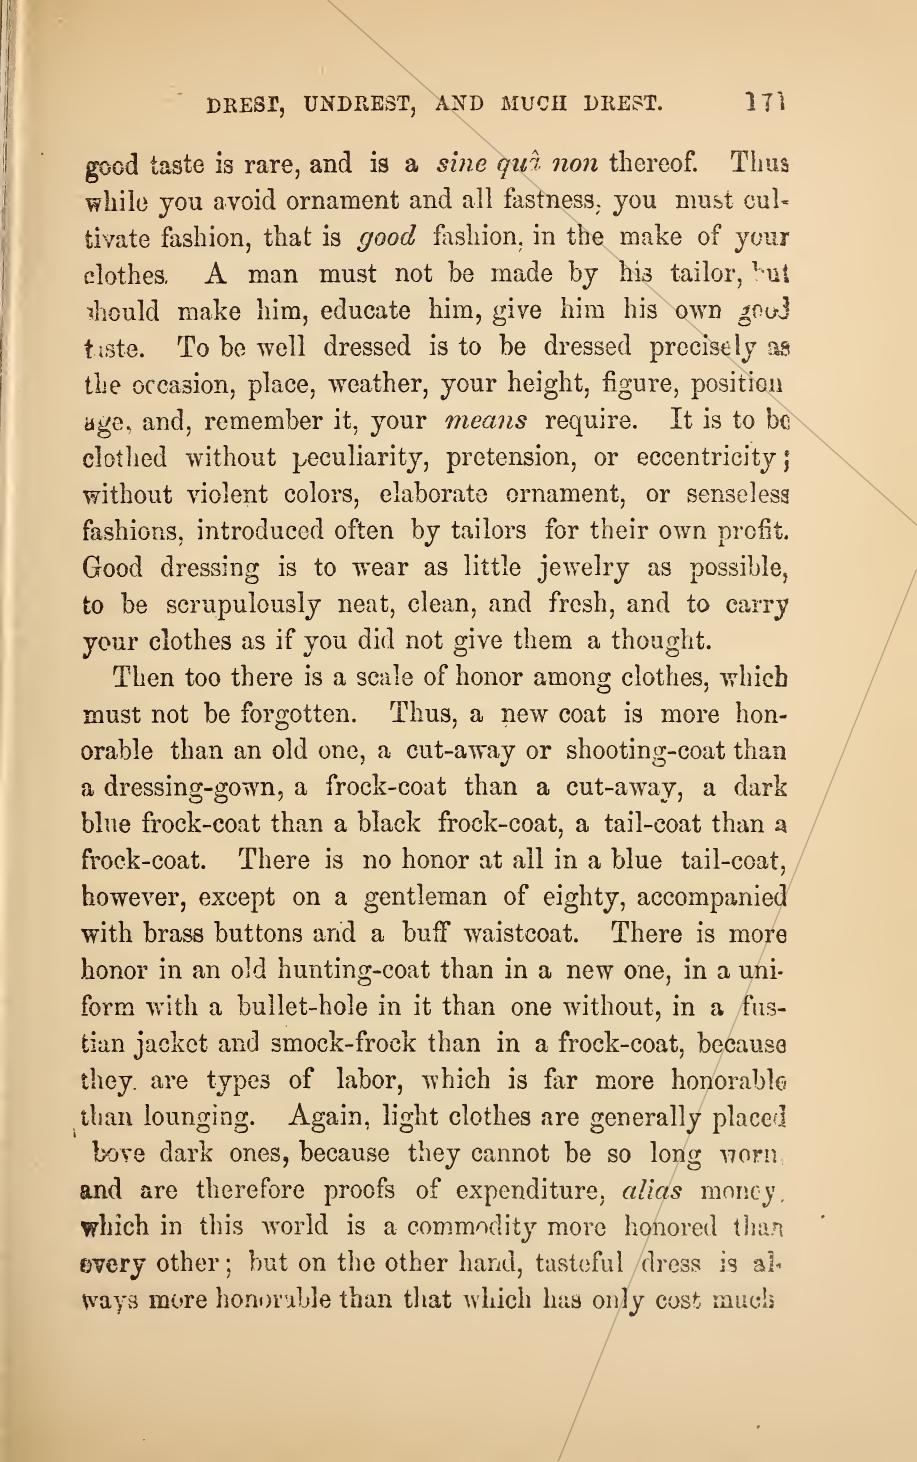 DREST, UNDREST, AND MUCH DREST. 171
good taste is rare, and is a sine quâ non thereof. Thus
while you avoid ornament and all fastness, you must cul-
tivate fashion, that is good fashion, in the make of your
clothes. A man must not be made by his tailor, but
should make him, educate him, give him his own good
taste. To be well dressed is to be dressed precisely as
the occasion, place, weather, your height, figure, position
age, and, remember it, your means require. It is to be
clothed without peculiarity, pretension, or eccentricity;
without violent colors, elaborate ornament, or senseless
fashions, introduced often by tailors for their own profit.
Good dressing is to wear as little jewelry as possible,
to be scrupulously neat, clean, and fresh, and to carry
your clothes as if you did not give them a thought.
Then too there is a scale of honor among clothes, which
must not be forgotten. Thus, a new coat is more hon-
orable than an old one, a cut-away or shooting-coat than
a dressing-gown, a frock-coat than a cut-away, a dark
blue frock-coat than a black frock-coat, a tail-coat than a
frock-coat. There is no honor at all in a blue tail-coat,
however, except on a gentleman of eighty, accompanied
with brass buttons and a buff waistcoat. There is more
honor in an old hunting-coat than in a new one, in a uni-
form with a bullet-hole in it than one without, in a fus-
tian jacket and smock-frock than in a frock-coat, because
they. are types of labor, which is far more honorable
than lounging. Again, light clothes are generally placed
bove dark ones, because they cannot be so long worn
and are therefore proofs of expenditure, alias money,
which in this world is a commodity more honored than
every other; but on the other hand, tasteful dress is al-
ways more honorable than that which has only cost much